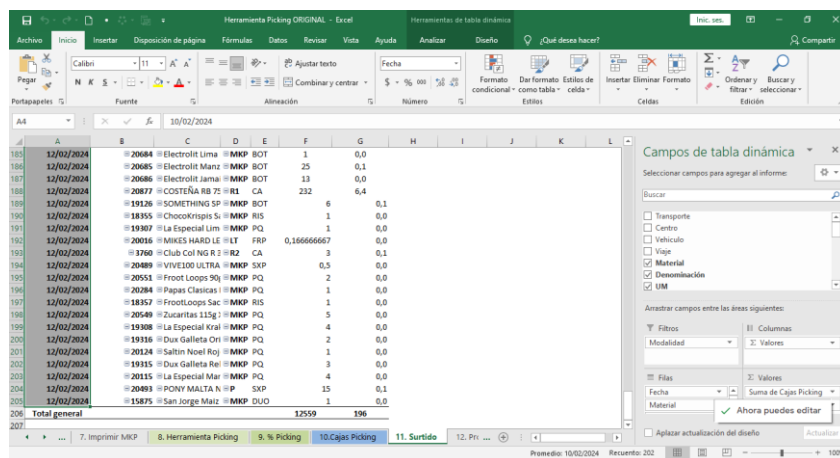 Herramienta Picking ORIGINAL - Excel
Herramientas de tabla dinámica
Inic. ses.
Archivo Inicio Insertar Disposición de página Fórmulas Datos Revisar Vista Ayuda Analizar Diseño ¿Qué desea hacer? Compartir
Pegar
Calibri 11
N K S
Ajustar texto
Combinar y centrar
Fecha
$ % 000
Formato condicional
Dar formato como tabla
Estilos de celda
Insertar Eliminar Formato
Ordenar y filtrar
Buscar y seleccionar
Portapapeles Fuente Alineación Número Estilos Celdas Edición
A4 fx 10/02/2024
A B C D E F G H I J K L
185 12/02/2024 20684 Electrolit Lima MKP BOT 1 0,0
186 12/02/2024 20685 Electrolit Manz MKP BOT 25 0,1
187 12/02/2024 20686 Electrolit Jamai MKP BOT 13 0,0
188 12/02/2024 20877 COSTEÑA RB 75 R1 CA 232 6,4
189 12/02/2024 19126 SOMETHING SP MKP BOT 6 0,1
190 12/02/2024 18355 ChocoKrispis Sa MKP RIS 1 0,0
191 12/02/2024 19307 La Especial Lim MKP PQ 1 0,0
192 12/02/2024 20016 MIKES HARD LE LT FRP 0,166666667 0,0
193 12/02/2024 3760 Club Col NG R 3 R2 CA 3 0,1
194 12/02/2024 20489 VIVE100 ULTRA MKP SXP 0,5 0,0
195 12/02/2024 20551 Froot Loops 90g MKP PQ 2 0,0
196 12/02/2024 20284 Papas Clasicas MKP PQ 1 0,0
197 12/02/2024 18357 FrootLoops Sac MKP RIS 1 0,0
198 12/02/2024 20549 Zucaritas 115g MKP PQ 5 0,0
199 12/02/2024 19308 La Especial Kral MKP PQ 4 0,0
200 12/02/2024 19316 Dux Galleta Ori MKP PQ 2 0,0
201 12/02/2024 20124 Saltin Noel Roj MKP PQ 1 0,0
202 12/02/2024 19315 Dux Galleta Rel MKP PQ 3 0,0
203 12/02/2024 20115 La Especial Mar MKP PQ 4 0,0
204 12/02/2024 20493 PONY MALTA N P SXP 15 0,1
205 12/02/2024 15875 San Jorge Maiz MKP DUO 1 0,0
206 Total general 12559 196
207
Campos de tabla dinámica
Seleccionar campos para agregar al informe:
Buscar
Transporte
Centro
Vehiculo
Viaje
Material
Denominación
UM
Arrastrar campos entre las áreas siguientes:
Filtros Columnas
Modalidad Σ Valores
Filas Σ Valores
Fecha Suma de Cajas Picking
Material
Ahora puedes editar
Aplazar actualización del diseño Actualizar
... 7. Imprimir MKP 8. Herramienta Picking 9. % Picking 10.Cajas Picking 11. Surtido 12. Pri ...
Promedio: 10/02/2024 Recuento: 202